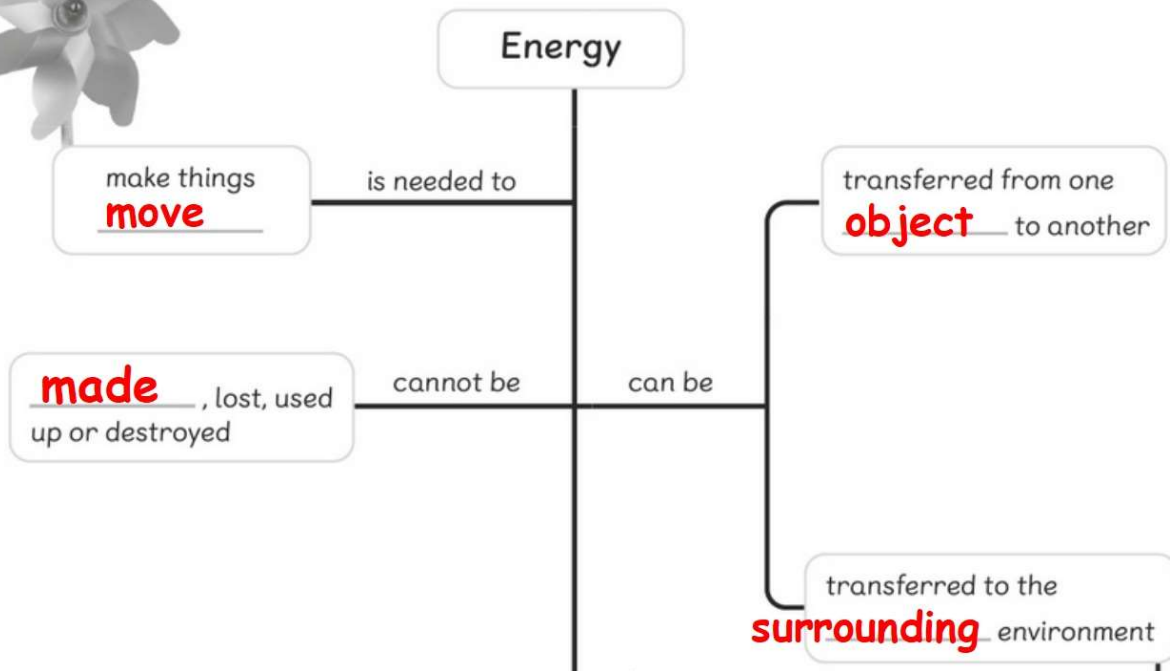 Energy
make things
move
is needed to
transferred from one
object to another
made, lost, used
up or destroyed
cannot be
can be
transferred to the
surrounding environment